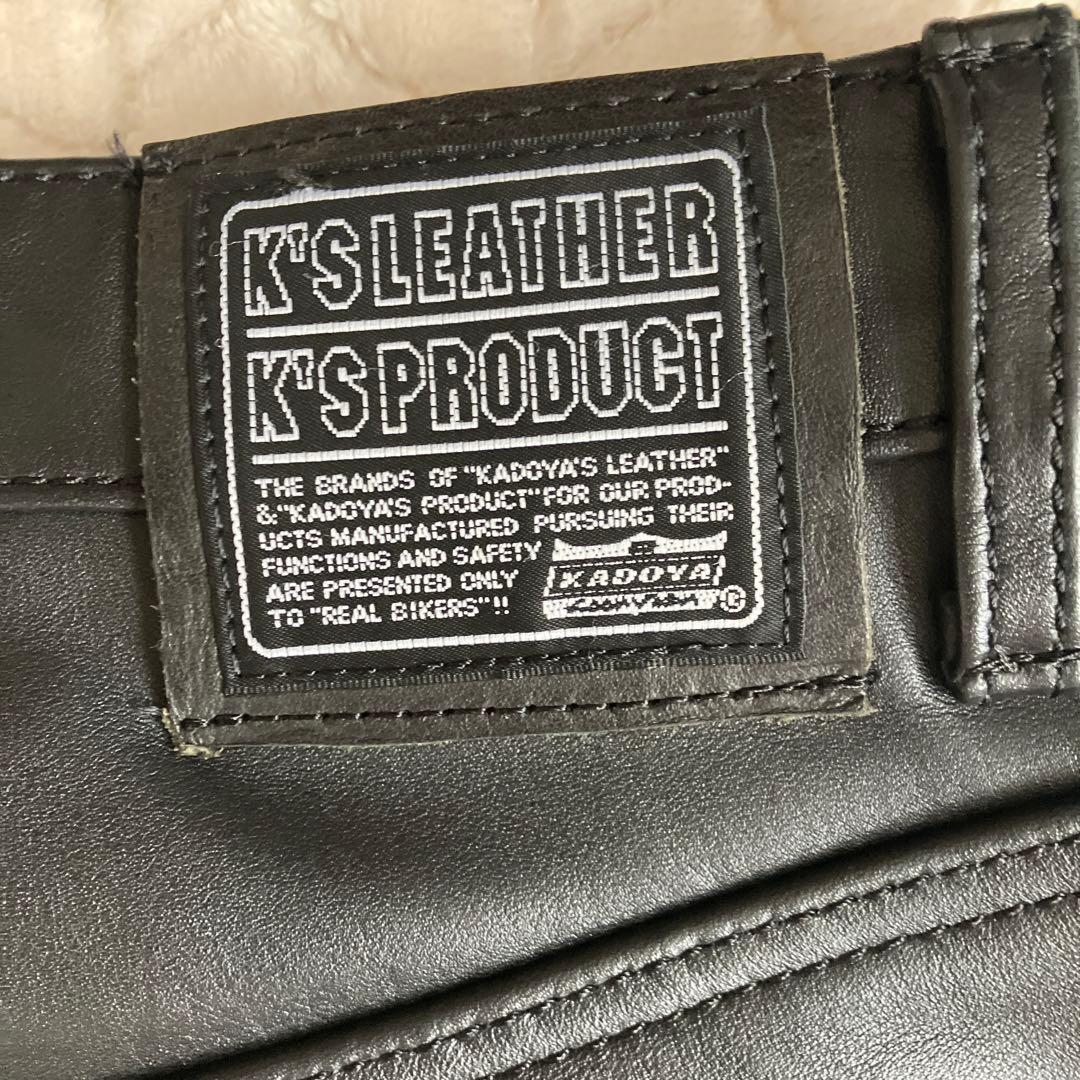 K'S LEATHER
K'S PRODUCT
THE BRANDS OF "KADOYA'S LEATHER"
&"KADOYA'S PRODUCT" FOR OUR PROD-
UCTS MANUFACTURED PURSUING THEIR
FUNCTIONS AND SAFETY
ARE PRESENTED ONLY
TO "REAL BIKERS"!!
KADOYA
®